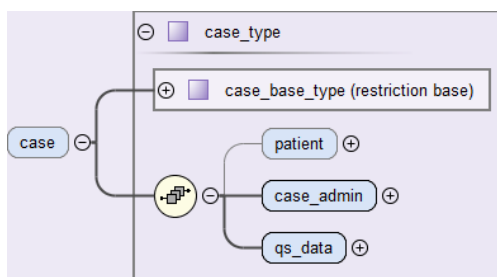 case_type
case_base_type (restriction base)
case
patient
case_admin
qs_data